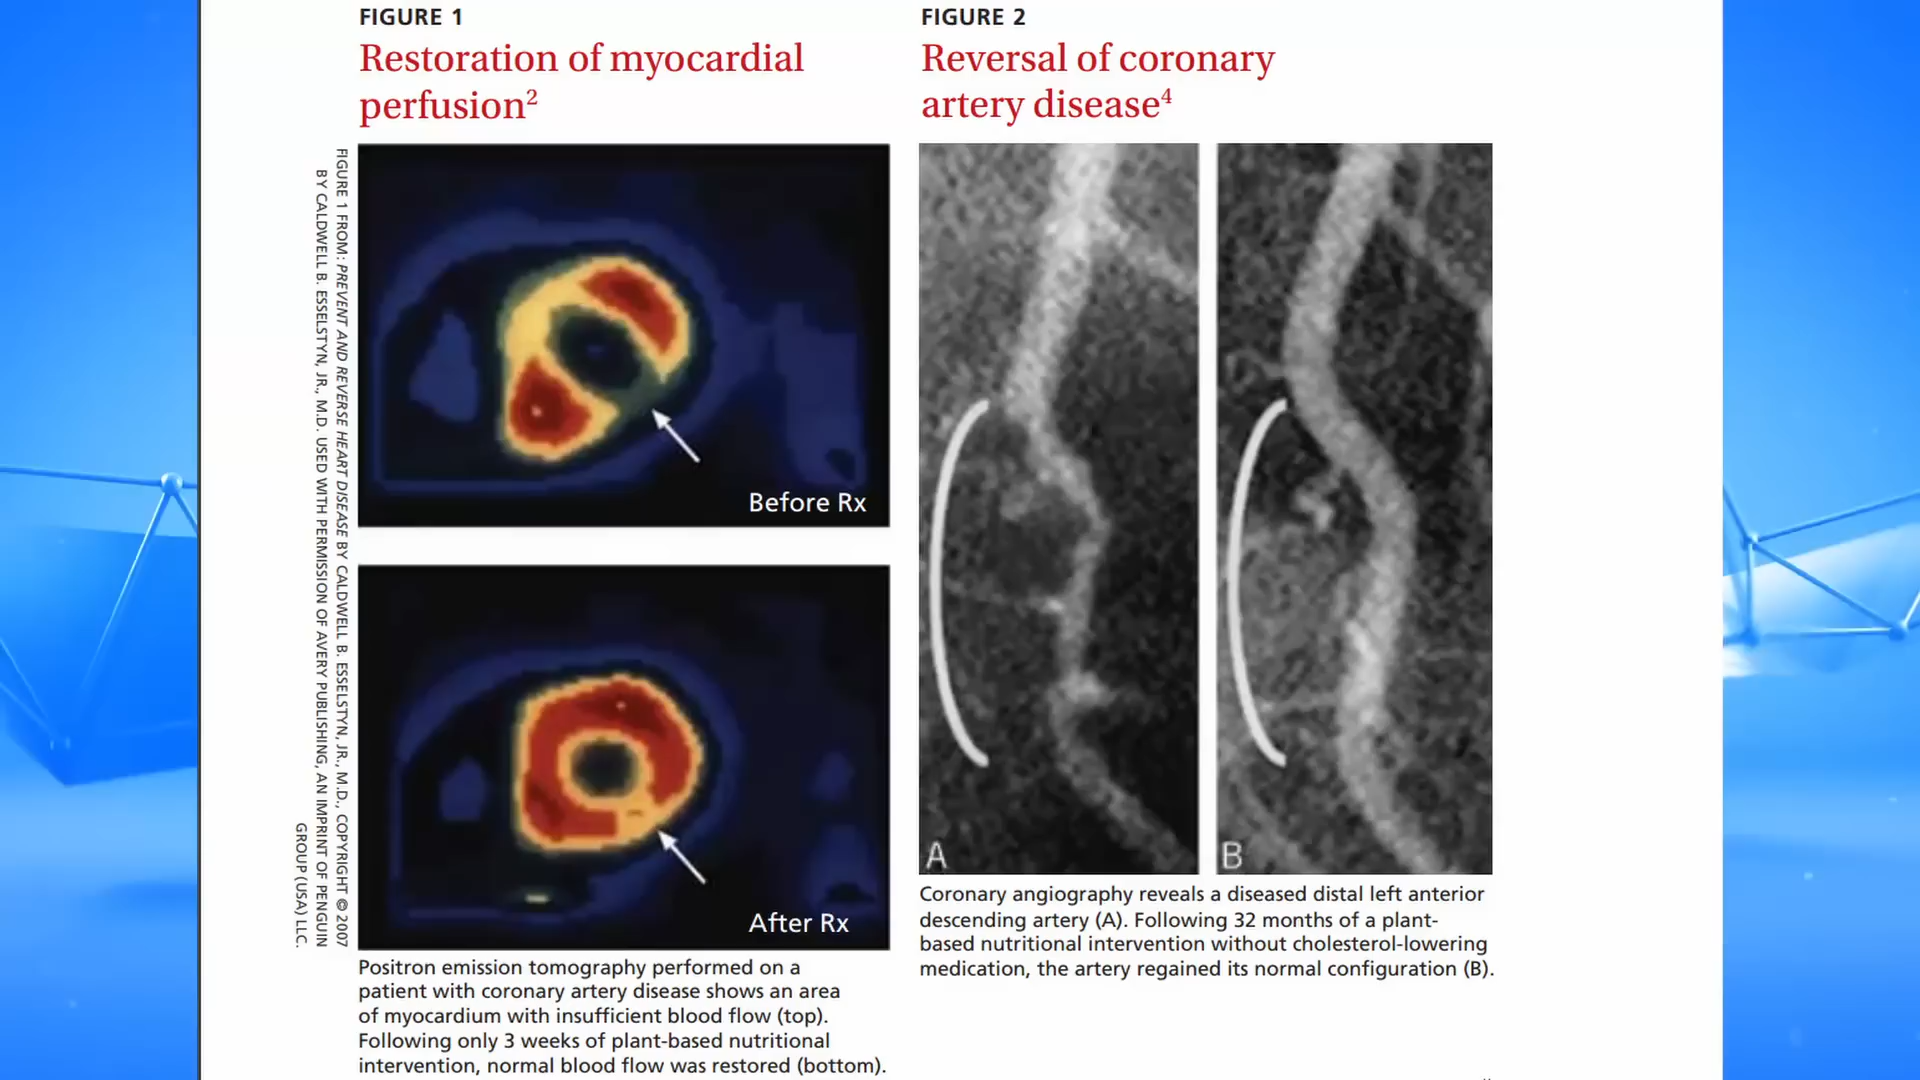 FIGURE 1
Restoration of myocardial
perfusion2
FIGURE 1 FROM: PREVENT AND REVERSE HEART DISEASE BY CALDWELL B. ESSELSTYN, JR., M.D., COPYRIGHT © 2007
BY CALDWELL B. ESSELSTYN, JR., M.D. USED WITH PERMISSION OF AVERY PUBLISHING, AN IMPRINT OF PENGUIN
GROUP (USA) LLC.
Before Rx
After Rx
Positron emission tomography performed on a
patient with coronary artery disease shows an area
of myocardium with insufficient blood flow (top).
Following only 3 weeks of plant-based nutritional
intervention, normal blood flow was restored (bottom).
FIGURE 2
Reversal of coronary
artery disease4
A
B
Coronary angiography reveals a diseased distal left anterior
descending artery (A). Following 32 months of a plant-
based nutritional intervention without cholesterol-lowering
medication, the artery regained its normal configuration (B).